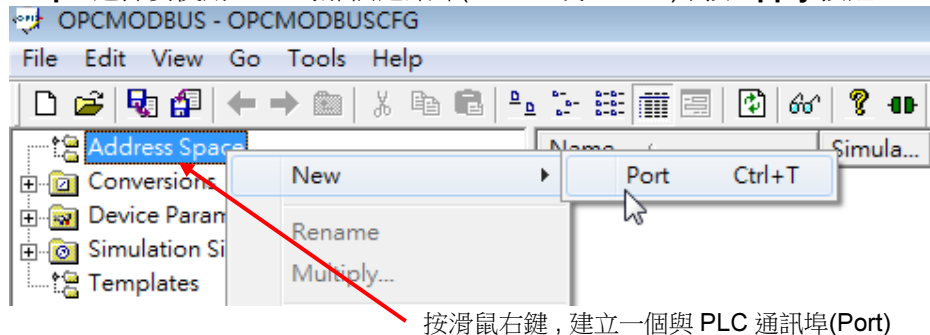 OPCMODBUS - OPCMODBUSCFG
File Edit View Go Tools Help
Address Space
Name
Simula...
New
Port Ctrl+T
Conversions
Device Param
Rename
Simulation Si
Multiply...
Templates
按滑鼠右鍵 , 建立一個與 PLC 通訊埠(Port)